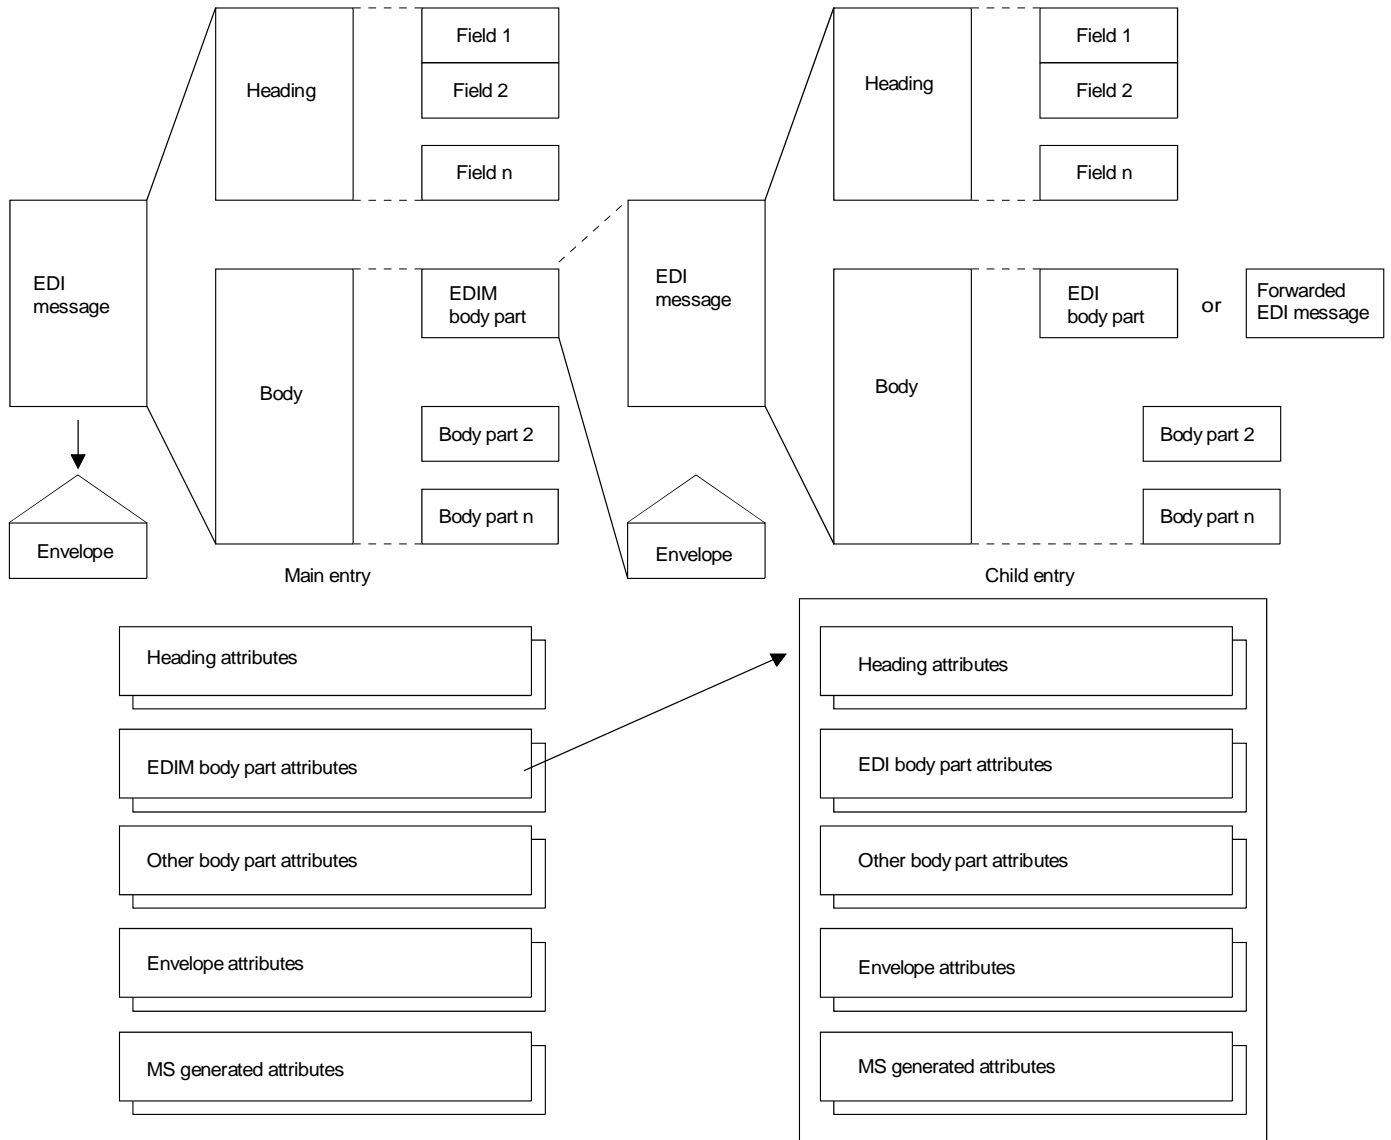 Field 1
Field 2
Field n
Heading
EDI
message
Body
EDIM
body part
Body part 2
Body part n
Envelope
Main entry
Field 1
Field 2
Field n
Heading
EDI
message
Body
EDI
body part
or
Forwarded
EDI message
Body part 2
Body part n
Envelope
Child entry
Heading attributes
EDIM body part attributes
Other body part attributes
Envelope attributes
MS generated attributes
Heading attributes
EDI body part attributes
Other body part attributes
Envelope attributes
MS generated attributes